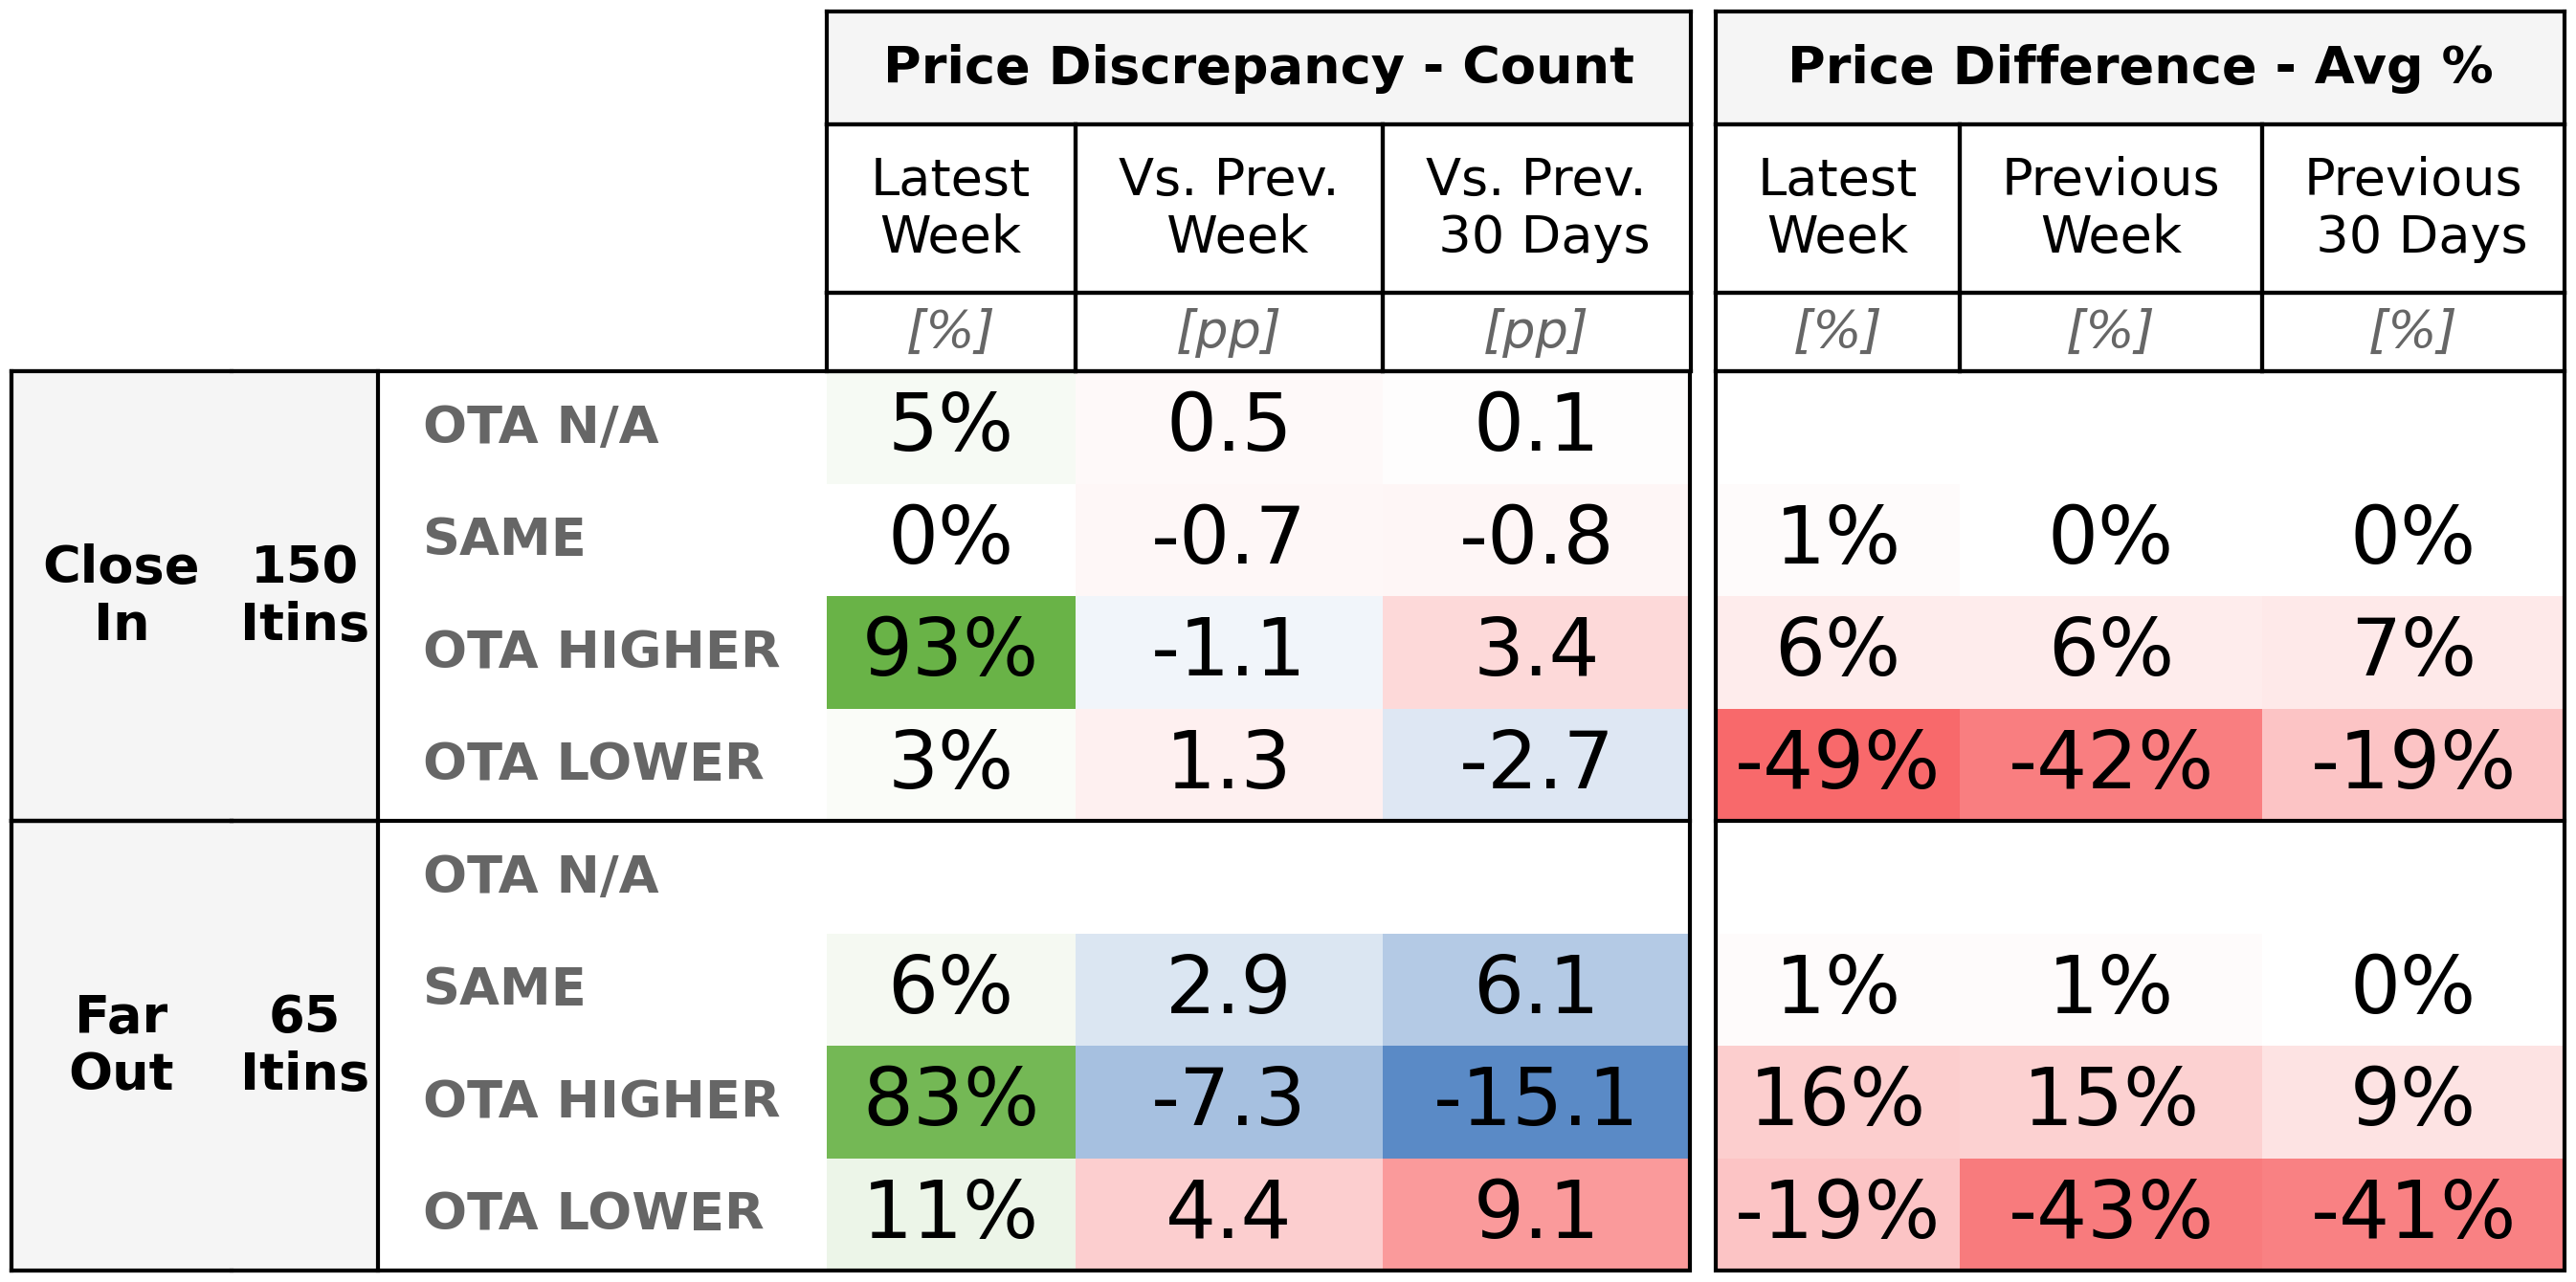 Price Discrepancy - Count Price Difference - Avg %
Latest Week Vs. Prev. Week Vs. Prev. 30 Days Latest Week Previous Week Previous 30 Days
[%] [pp] [pp] [%] [%] [%]
Close In 150 Itins
OTA N/A 5% 0.5 0.1
SAME 0% -0.7 -0.8 1% 0% 0%
OTA HIGHER 93% -1.1 3.4 6% 6% 7%
OTA LOWER 3% 1.3 -2.7 -49% -42% -19%
Far Out 65 Itins
OTA N/A
SAME 6% 2.9 6.1 1% 1% 0%
OTA HIGHER 83% -7.3 -15.1 16% 15% 9%
OTA LOWER 11% 4.4 9.1 -19% -43% -41%